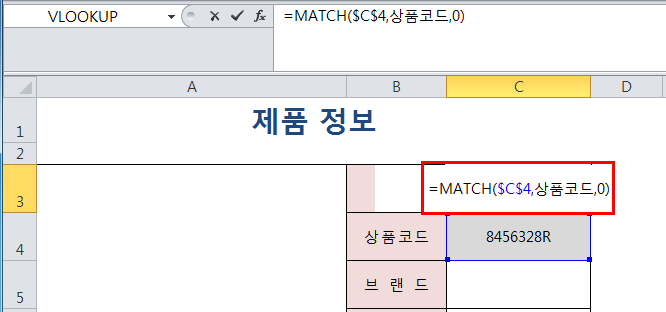 VLOOKUP =MATCH($C$4,상품코드,0)
A B C D
1 제품 정보
2
3 =MATCH($C$4,상품코드,0)
4 상품코드 8456328R
5 브 랜 드